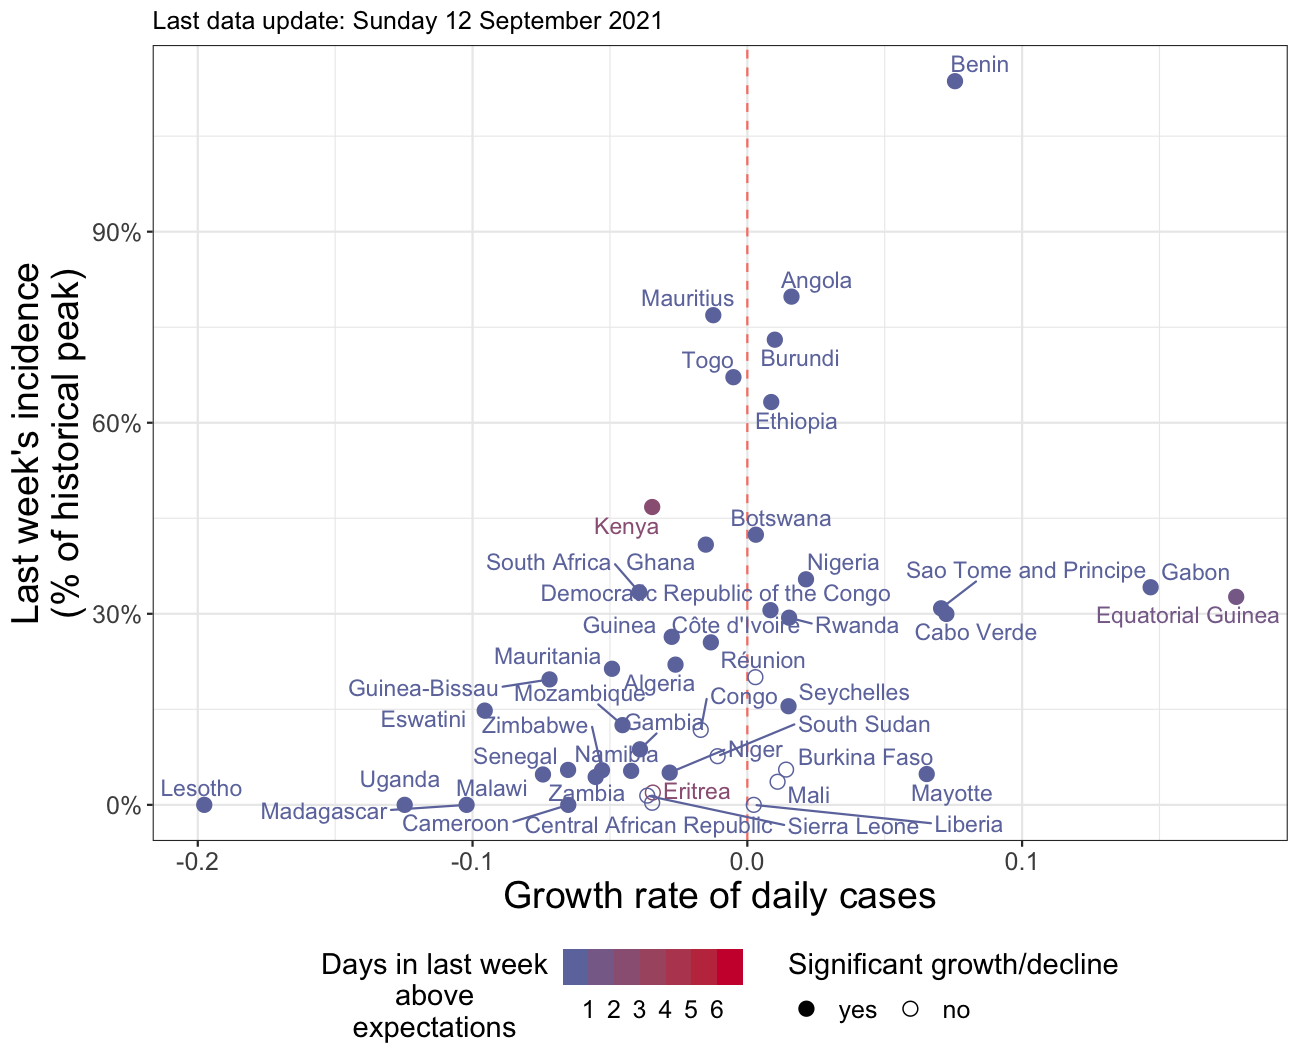 Last data update: Sunday 12 September 2021
Last week's incidence
(% of historical peak)
90%
60%
30%
0%
Benin
Angola
Mauritius
Burundi
Togo
Ethiopia
Kenya
Botswana
South Africa
Ghana
Nigeria
Sao Tome and Principe
Gabon
Democratic Republic of the Congo
Equatorial Guinea
Guinea
Côte d'Ivoire
Rwanda
Cabo Verde
Mauritania
Réunion
Guinea-Bissau
Algeria
Mozambique
Congo
Seychelles
Eswatini
Zimbabwe
Gambia
South Sudan
Senegal
Namibia
Niger
Burkina Faso
Lesotho
Uganda
Malawi
Zambia
Eritrea
Mali
Mayotte
Madagascar
Cameroon
Central African Republic
Sierra Leone
Liberia
-0.2
-0.1
0.0
0.1
Growth rate of daily cases
Days in last week
above
expectations
1 2 3 4 5 6
Significant growth/decline
yes
no